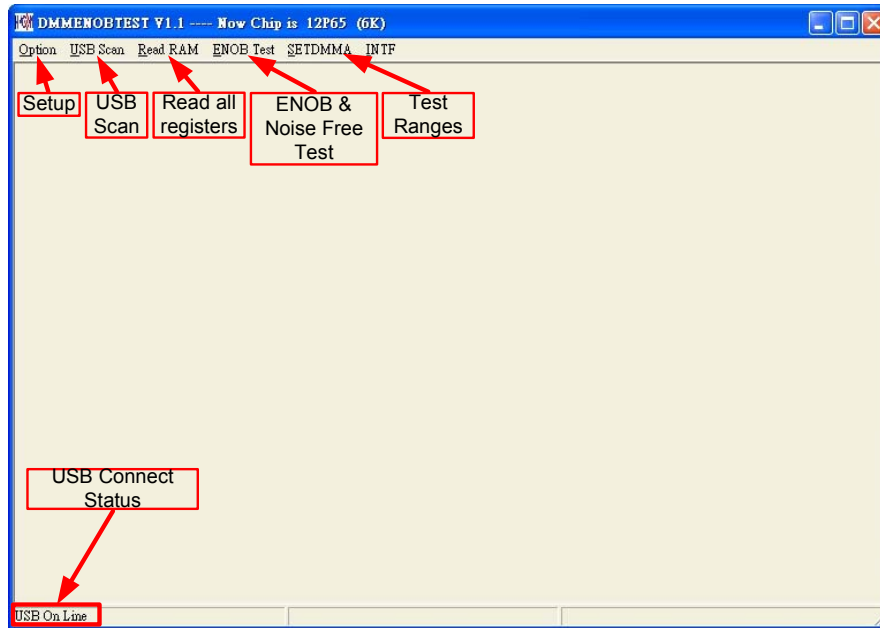 DMMENOBTEST V1.1 ---- Now Chip is 12P65 (6K)
Option USB Scan Read RAM ENOB Test SETDMMA INTF
Setup
USB
Scan
Read all
registers
ENOB &
Noise Free
Test
Test
Ranges
USB Connect
Status
USB On Line